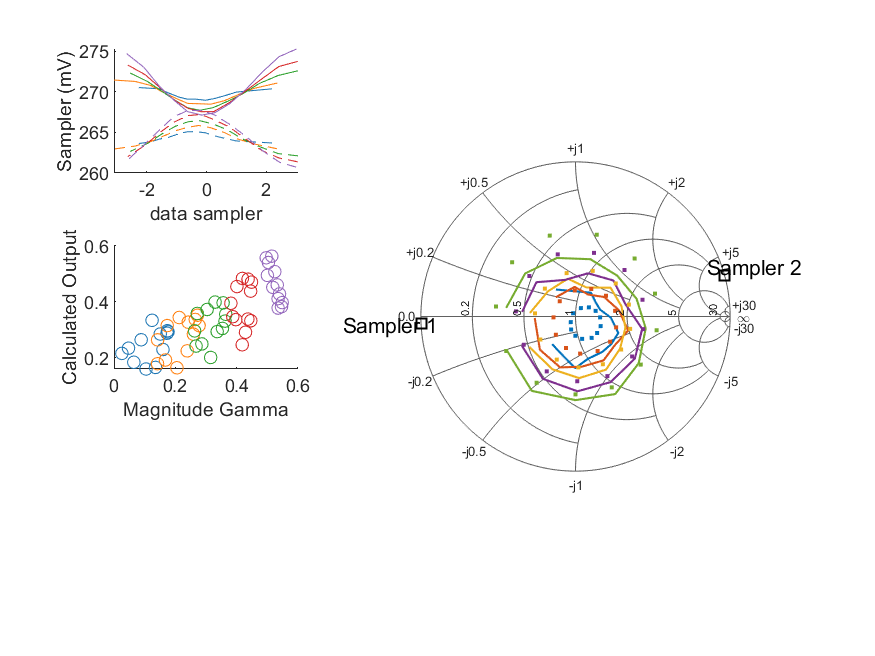 275
270
265
260
Sampler (mV)
-2
0
2
data sampler
0.6
0.4
0.2
Calculated Output
0
0.2
0.4
0.6
Magnitude Gamma
+j1
+j0.5
+j2
+j0.2
+j5
Sampler 2
0.2
0.5
1
2
5
30
+j30
0.0
∞
Sampler 1
-j30
-j0.2
-j5
-j0.5
-j2
-j1